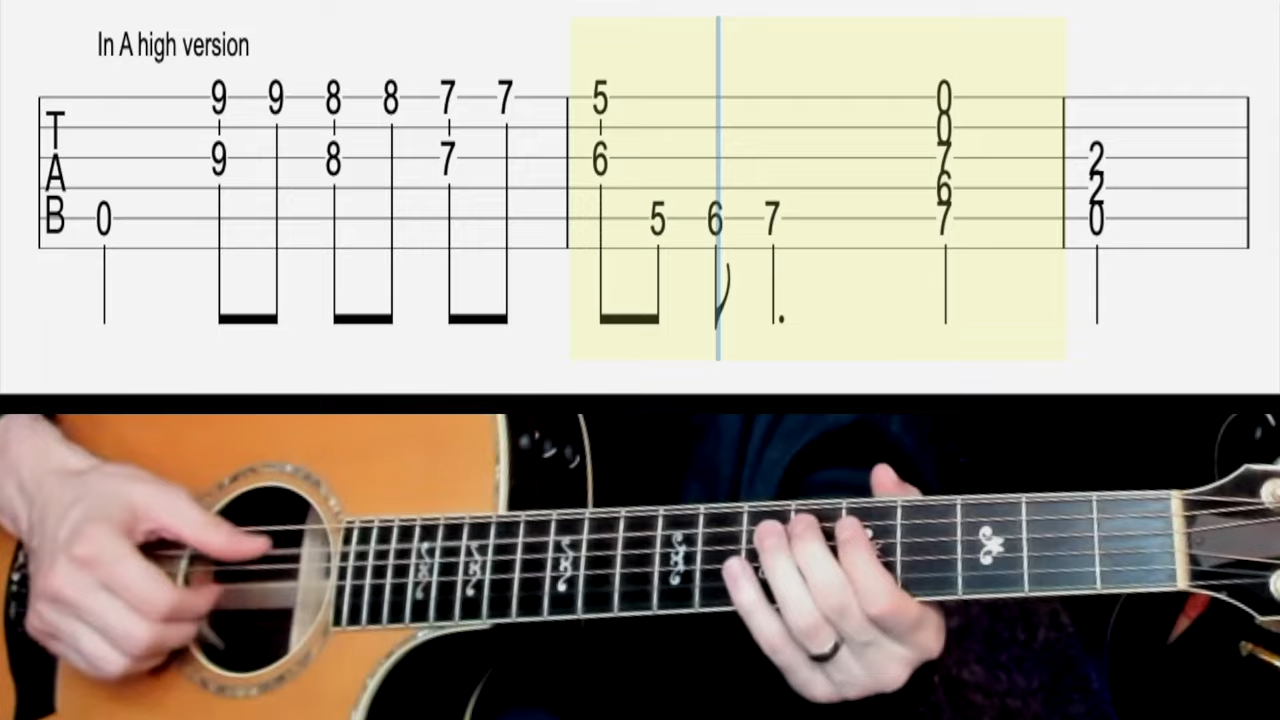 In A high version
9 9 8 8 7 7 5 0
T 0
9 8 7 6 7 2
A 6 2
B 0 5 6 7 7 0